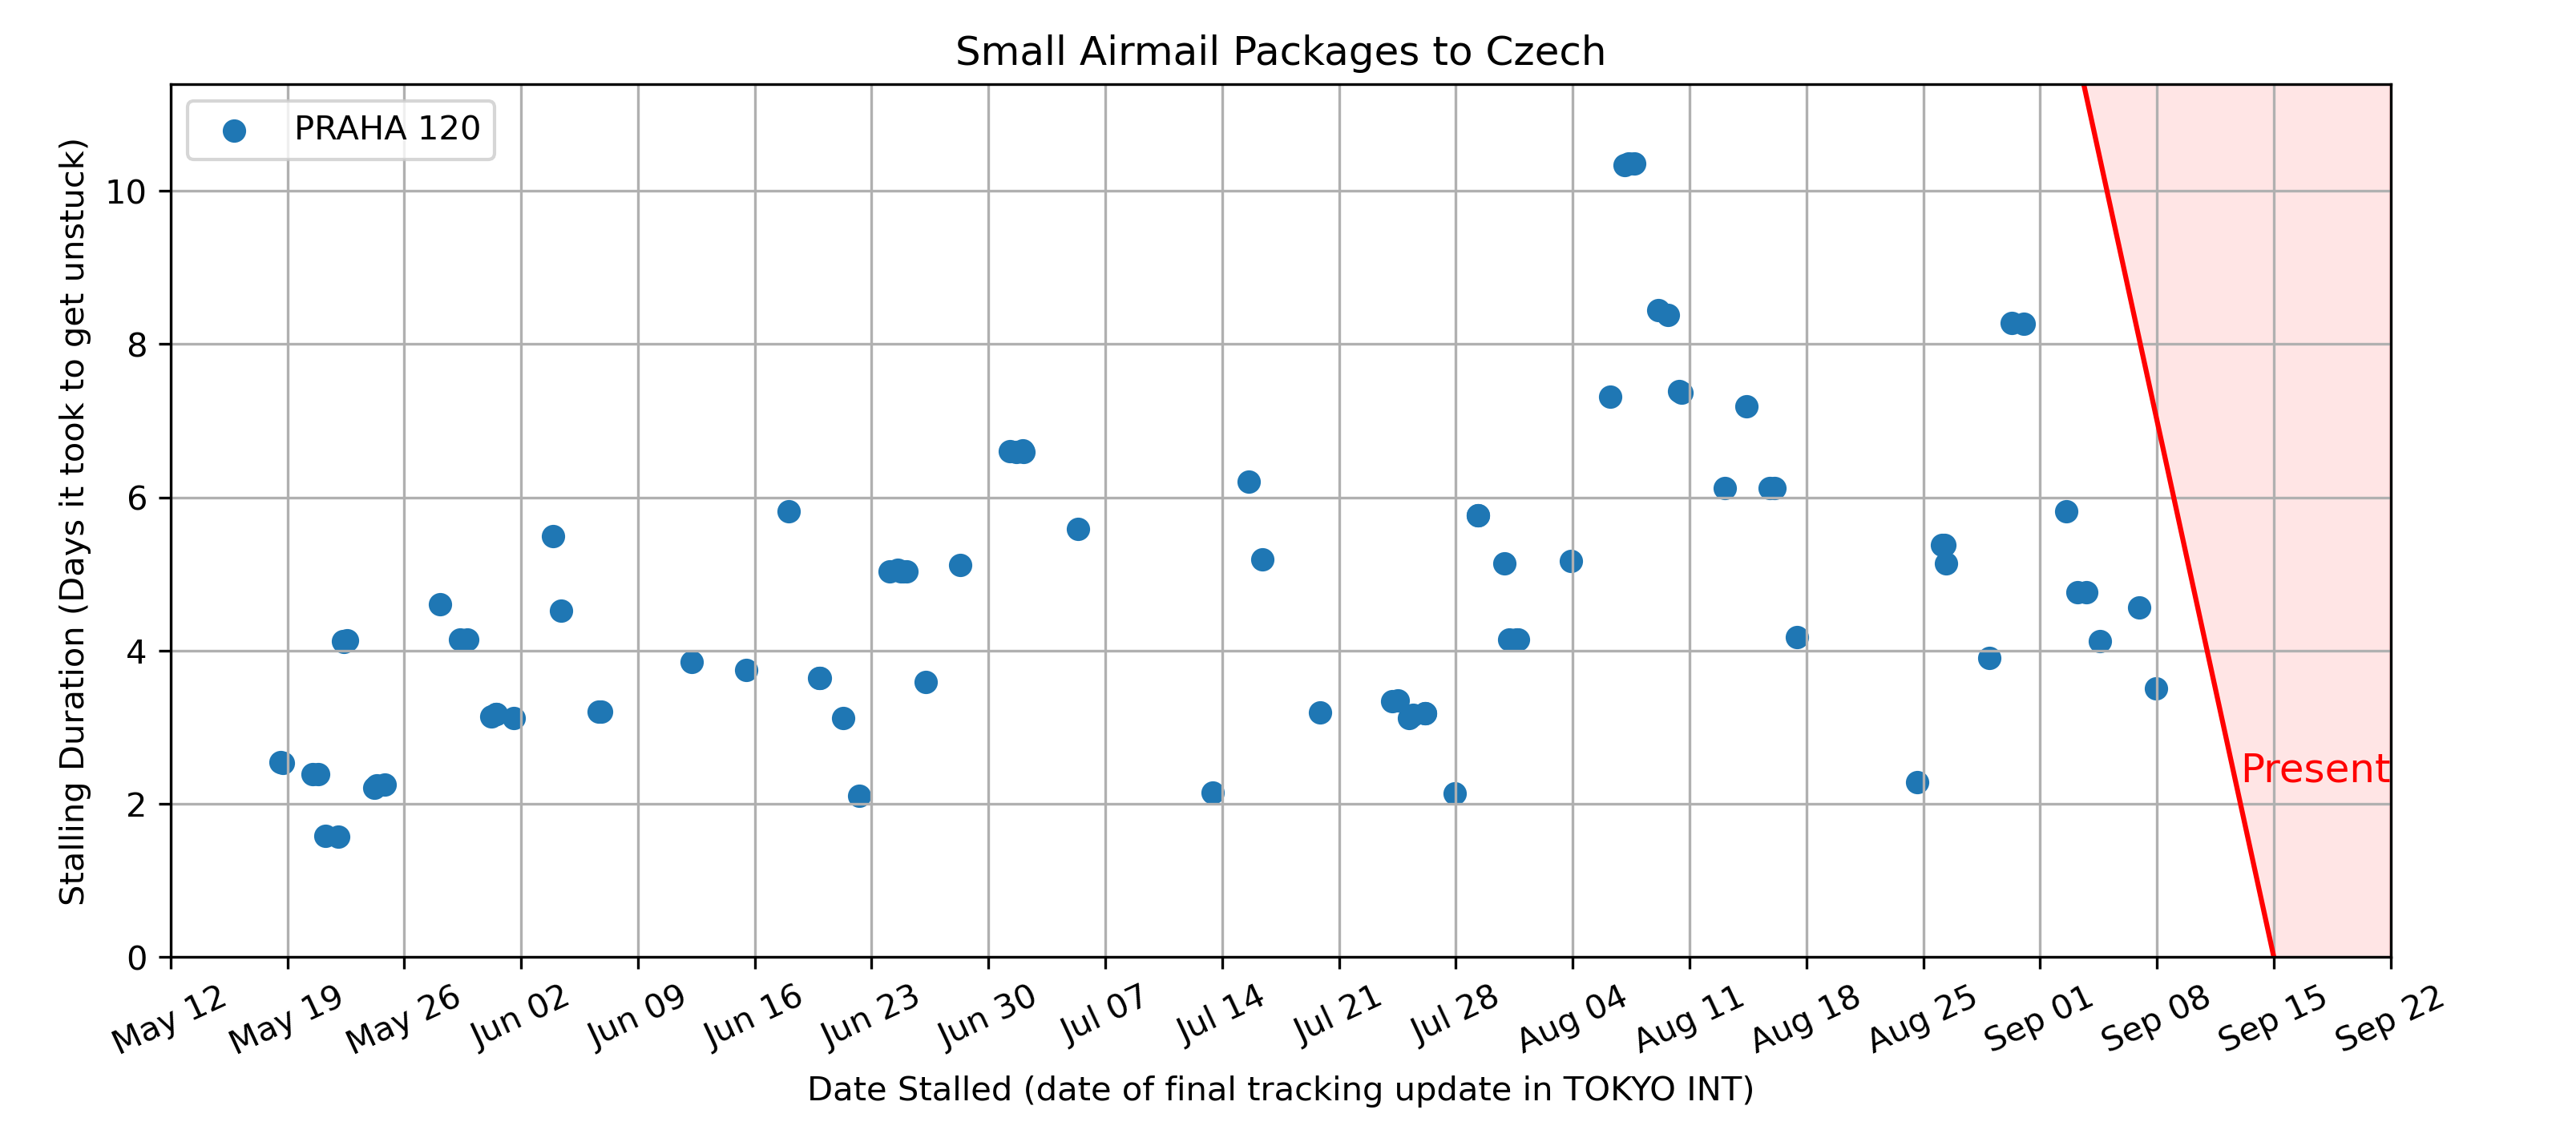 Small Airmail Packages to Czech
PRAHA 120
Stalling Duration (Days it took to get unstuck)
10
8
6
4
2
0
Present
May 12
May 19
May 26
Jun 02
Jun 09
Jun 16
Jun 23
Jun 30
Jul 07
Jul 14
Jul 21
Jul 28
Aug 04
Aug 11
Aug 18
Aug 25
Sep 01
Sep 08
Sep 15
Sep 22
Date Stalled (date of final tracking update in TOKYO INT)